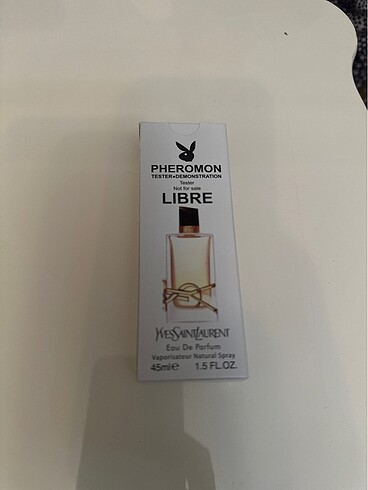 PHEROMON
TESTER•DEMONSTRATION
Tester
Not for sale
LIBRE
YVESSAINTLAURENT
Eau De Parfum
Vaporisateur Natural Spray
45ml℮ 1.5 FL.OZ.